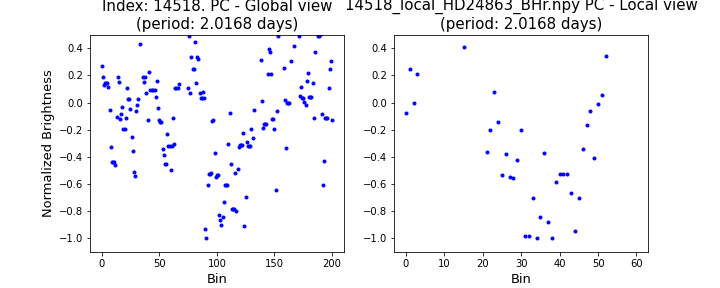 Index: 14518. PC - Global view
(period: 2.0168 days)
14518_local_HD24863_BHr.npy PC - Local view
(period: 2.0168 days)
Normalized Brightness
0.4
0.2
0.0
−0.2
−0.4
−0.6
−0.8
−1.0
0 50 100 150 200
Bin
0.4
0.2
0.0
−0.2
−0.4
−0.6
−0.8
−1.0
0 10 20 30 40 50 60
Bin